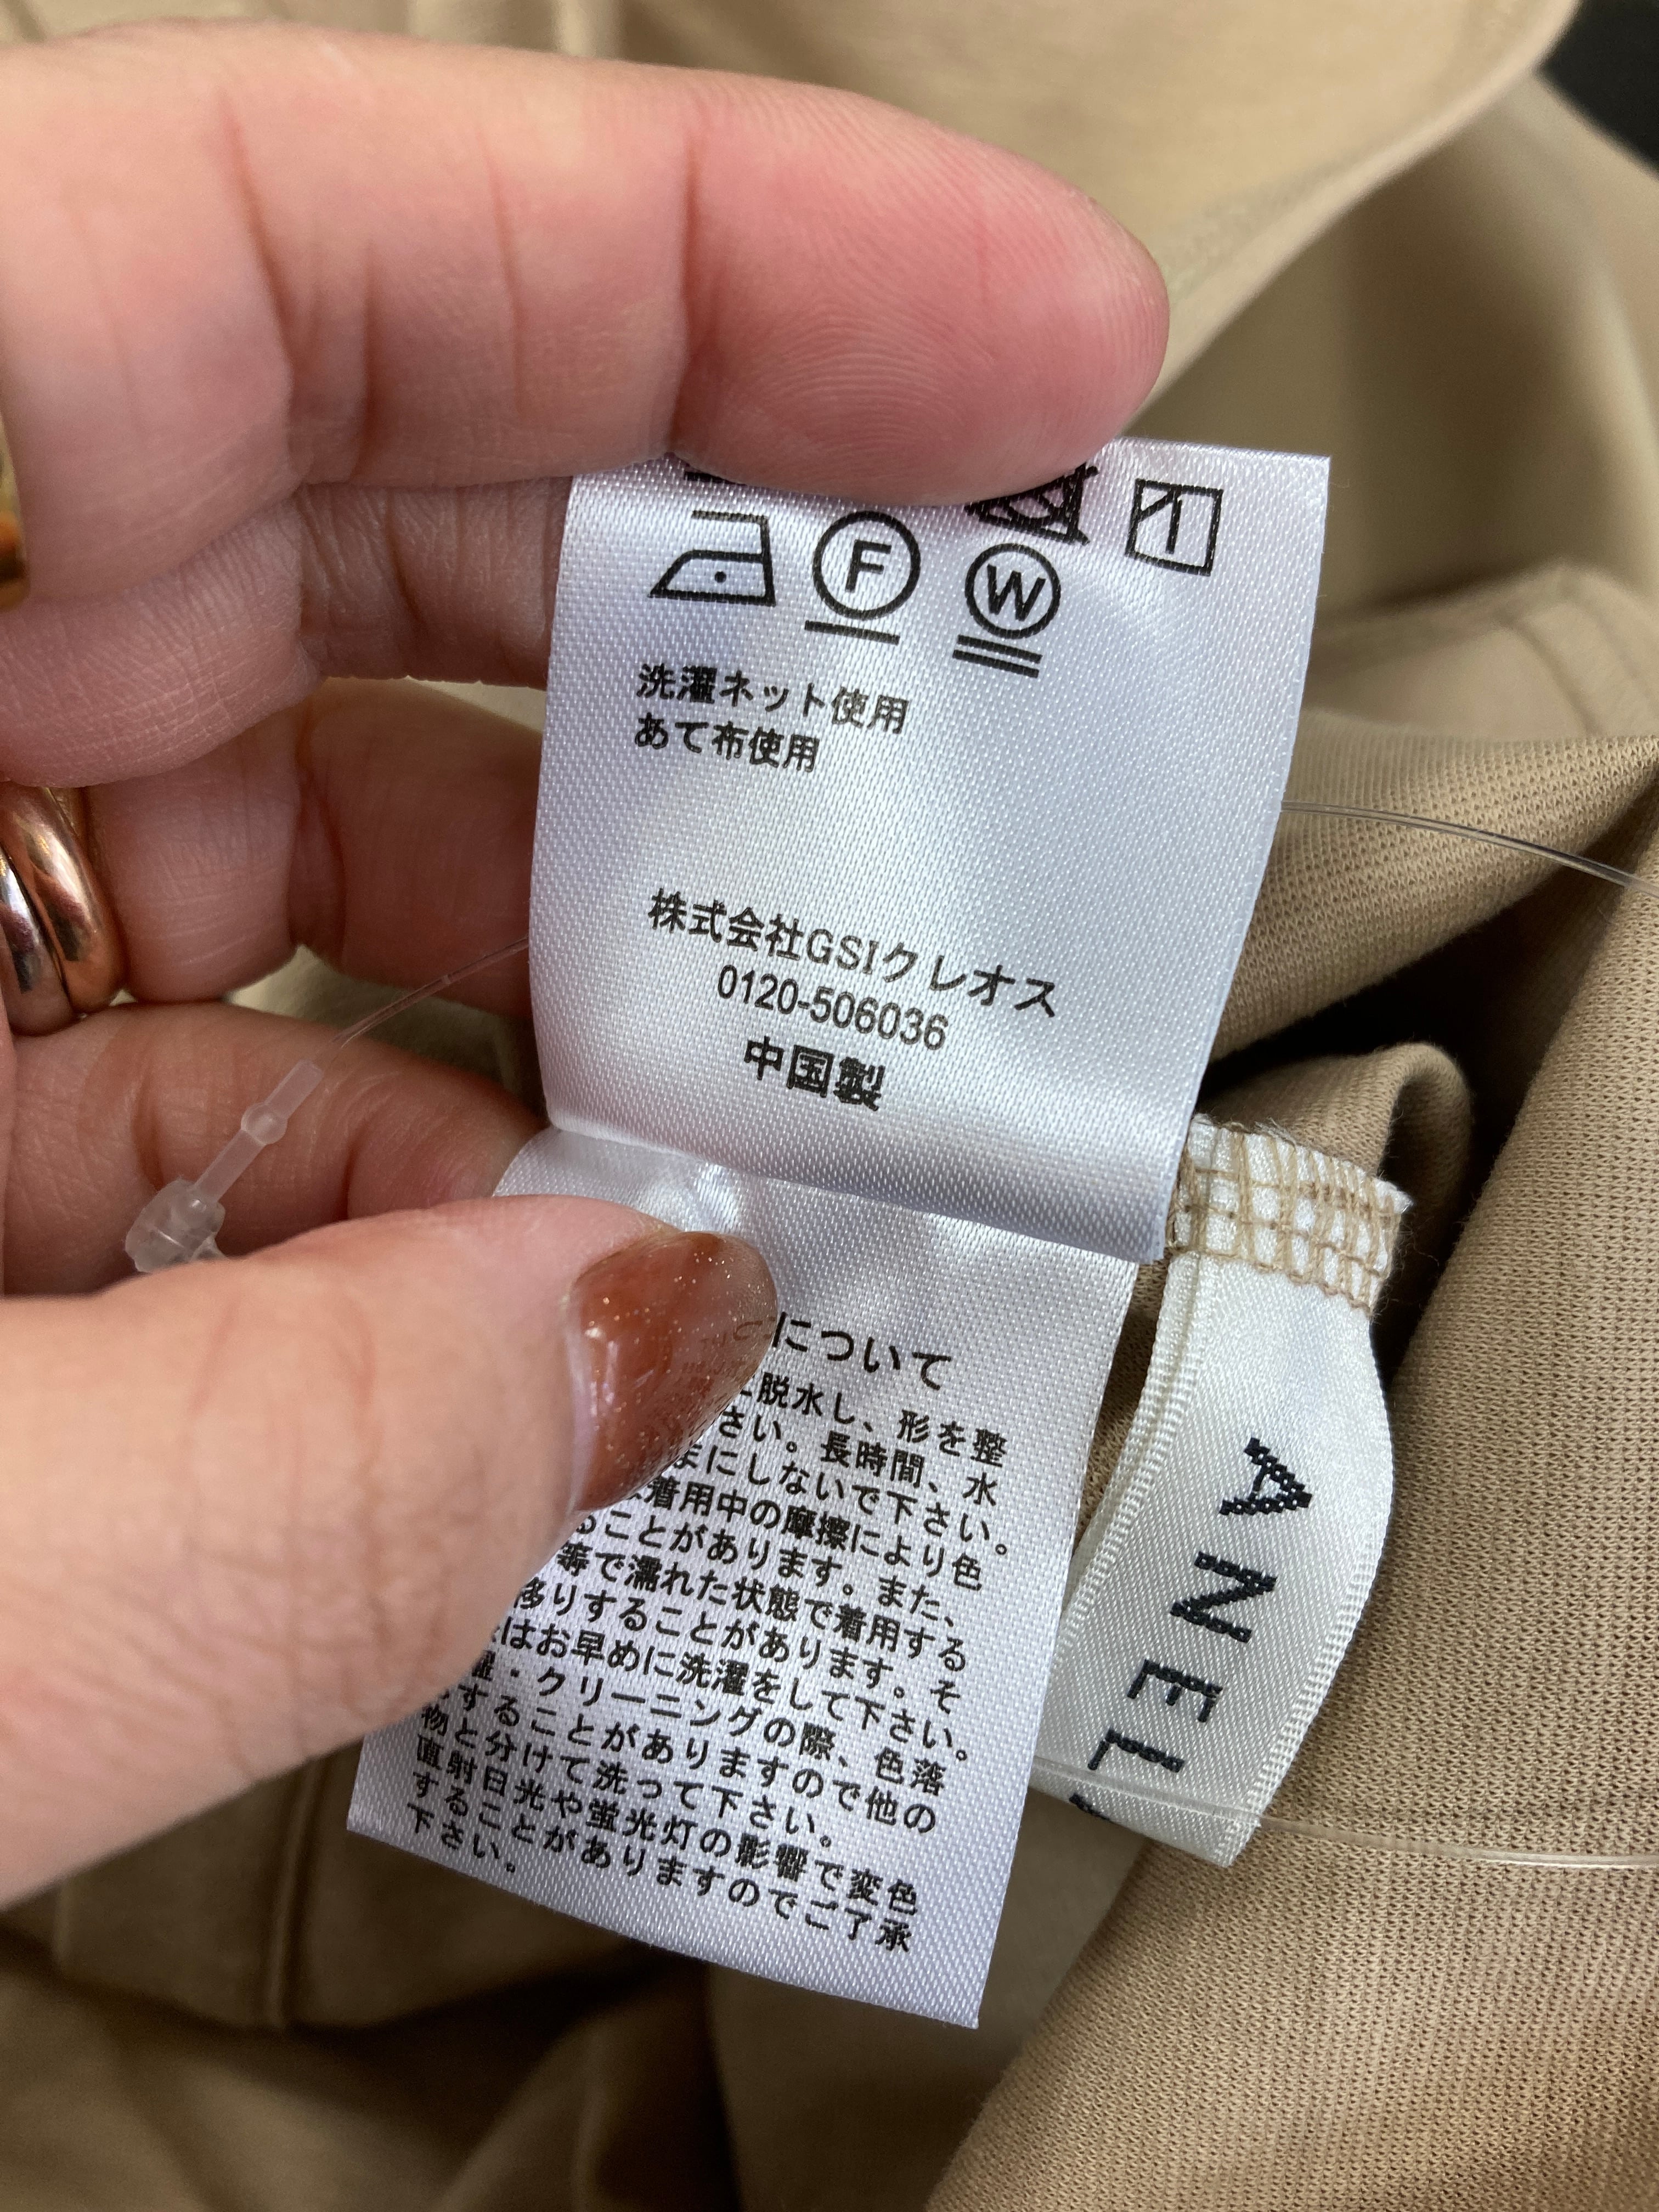 F
W
洗濯ネット使用
あて布使用
株式会社GSIクレオス
0120-506036
中国製
について
脱水し、形を整
さい。長時間、水
まにしないで下さい。
着用中の摩擦により色
ることがあります。また、
等で濡れた状態で着用する
移りすることがあります。そ
はお早めに洗濯をして下さい。
・クリーニングの際、色落
することがありますので他の
物と分けて洗って下さい。
直射日光や蛍光灯の影響で変色
することがありますのでご了承
下さい。
ANEL